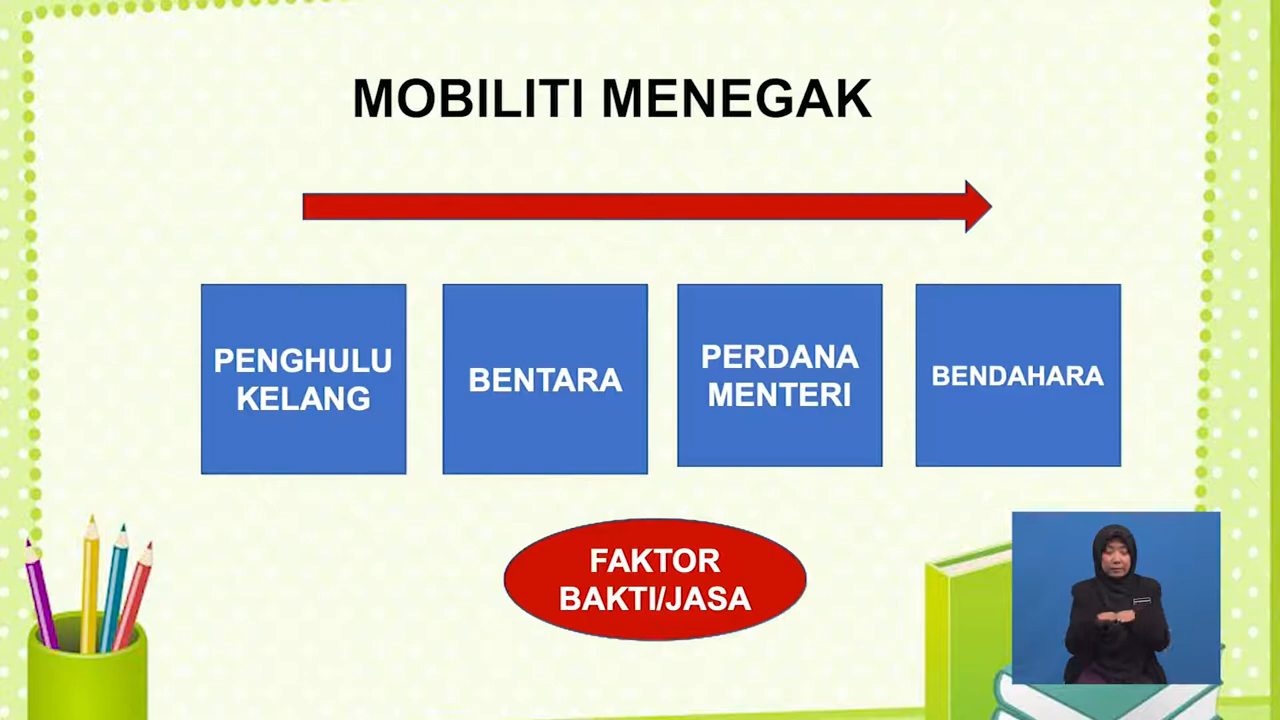 MOBILITI MENEGAK
PENGHULU
KELANG
BENTARA
PERDANA
MENTERI
BENDAHARA
FAKTOR
BAKTI/JASA